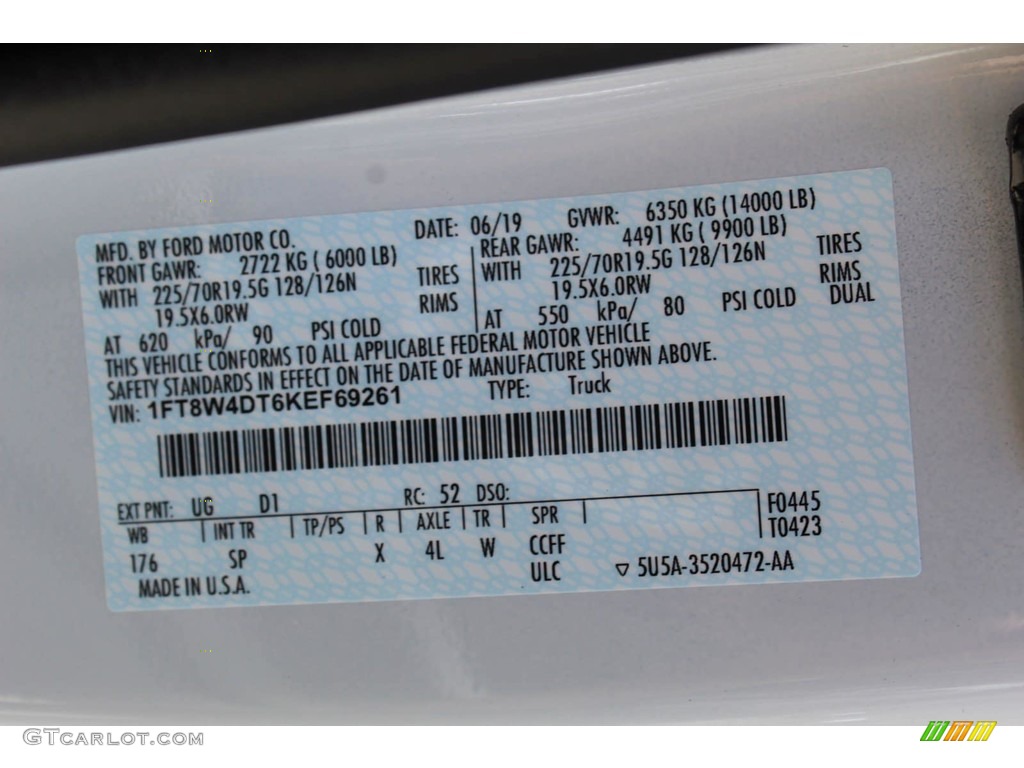 MFD. BY FORD MOTOR CO. DATE: 06/19 GVWR: 6350 KG (14000 LB)
FRONT GAWR: 2722 KG ( 6000 LB) REAR GAWR: 4491 KG ( 9900 LB)
WITH 225/70R19.5G 128/126N TIRES WITH 225/70R19.5G 128/126N TIRES
19.5X6.0RW RIMS 19.5X6.0RW RIMS
AT 620 kPa/ 90 PSI COLD AT 550 kPa/ 80 PSI COLD DUAL
THIS VEHICLE CONFORMS TO ALL APPLICABLE FEDERAL MOTOR VEHICLE
SAFETY STANDARDS IN EFFECT ON THE DATE OF MANUFACTURE SHOWN ABOVE.
VIN: 1FT8W4DT6KEF69261 TYPE: Truck
EXT PNT: UG D1 RC: 52 DSO:
WB INT TR TP/PS R AXLE TR SPR F0445
176 SP X 4L W CCFF T0423
ULC ▽ 5U5A-3520472-AA
MADE IN U.S.A.
GTCarLot.com